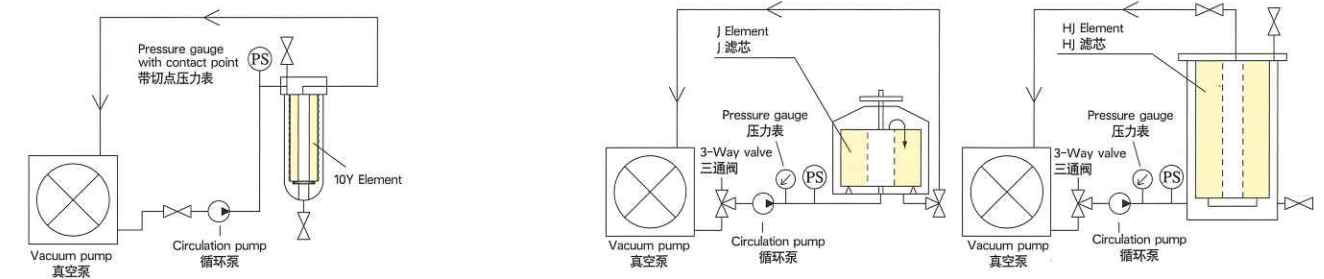 Pressure gauge
with contact point
带切点压力表
PS
10Y Element
Circulation pump
循环泵
Vacuum pump
真空泵
J Element
J 滤芯
Pressure gauge
压力表
3-Way valve
三通阀
PS
Circulation pump
循环泵
Vacuum pump
真空泵
HJ Element
HJ 滤芯
Pressure gauge
压力表
3-Way valve
三通阀
PS
Circulation pump
循环泵
Vacuum pump
真空泵